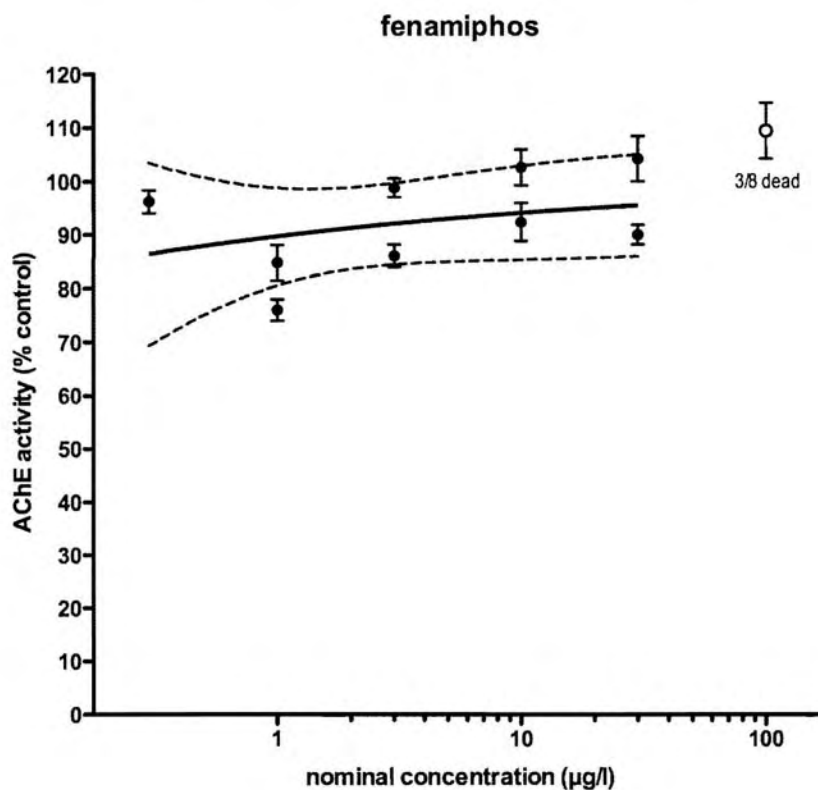 fenamiphos
120
110
100
90
80
70
60
50
40
30
20
10
0
AChE activity (% control)
3/8 dead
1 10 100
nominal concentration (µg/l)